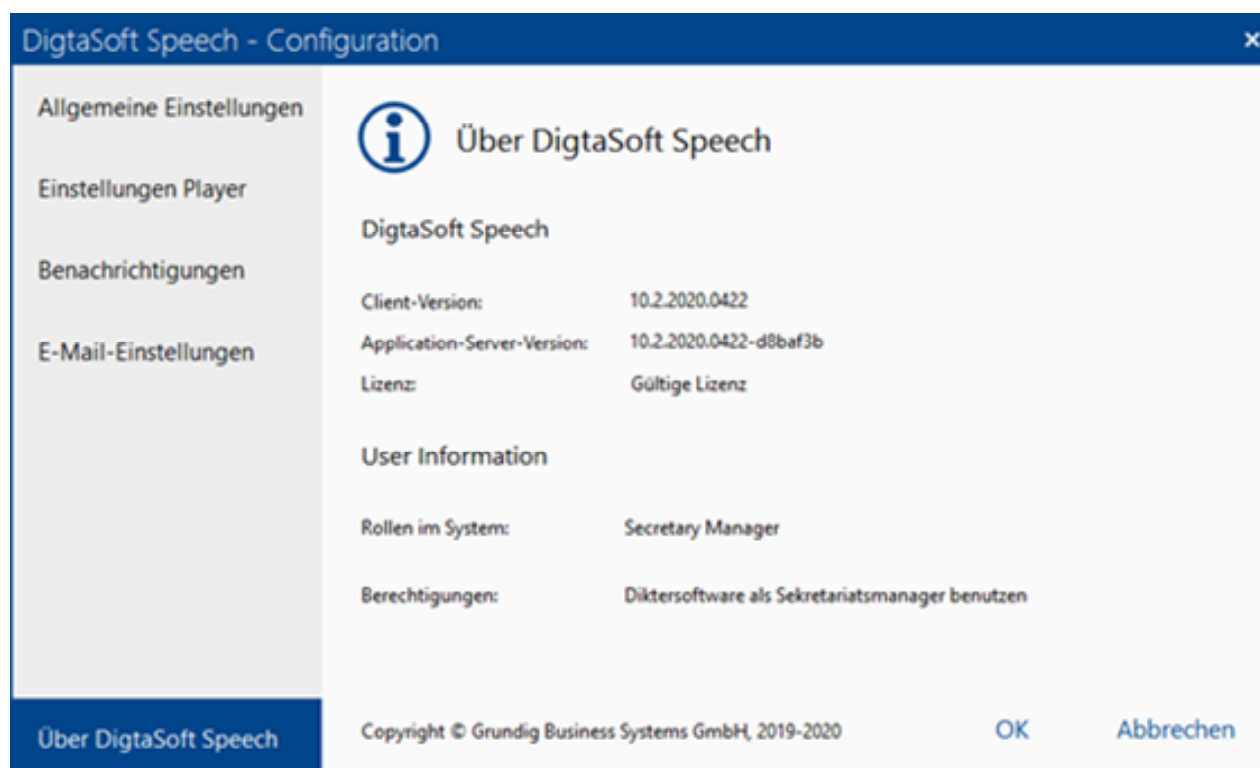 DigtaSoft Speech - Configuration
Allgemeine Einstellungen
Einstellungen Player
Benachrichtigungen
E-Mail-Einstellungen
Über DigtaSoft Speech
Über DigtaSoft Speech
DigtaSoft Speech
Client-Version: 10.2.2020.0422
Application-Server-Version: 10.2.2020.0422-d8baf3b
Lizenz: Gültige Lizenz
User Information
Rollen im System: Secretary Manager
Berechtigungen: Diktersoftware als Sekretariatsmanager benutzen
Copyright © Grundig Business Systems GmbH, 2019-2020
OK Abbrechen